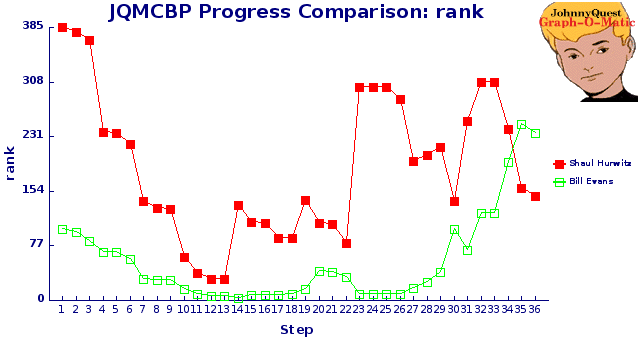 JQMCBP Progress Comparison: rank
JohnnyQuest
Graph-O-Matic
385
308
231
154
77
0
rank
1 2 3 4 5 6 7 8 9 10 11 12 13 14 15 16 17 18 19 20 21 22 23 24 25 26 27 28 29 30 31 32 33 34 35 36
Step
Shaul Hurwitz
Bill Evans